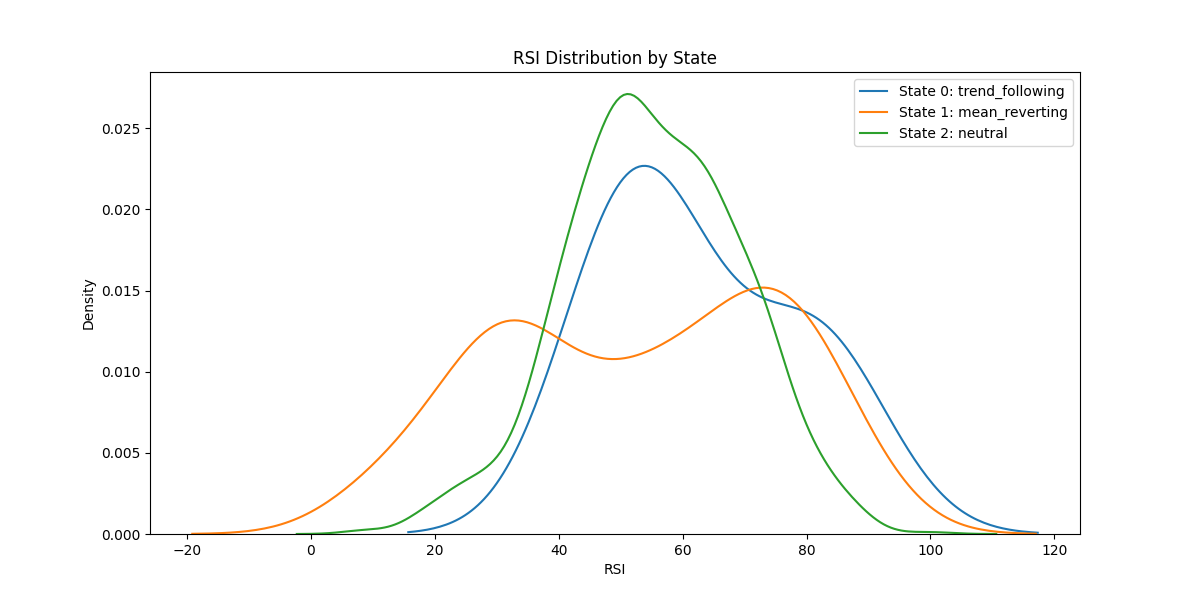 RSI Distribution by State
State 0: trend_following
State 1: mean_reverting
State 2: neutral
Density
0.025
0.020
0.015
0.010
0.005
0.000
−20 0 20 40 60 80 100 120
RSI